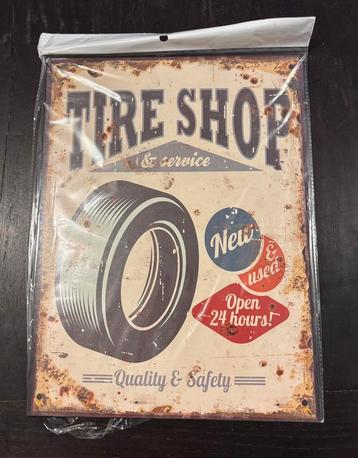 TIRE SHOP
& service
New
&
used
Open
24 hours!
Quality & Safety